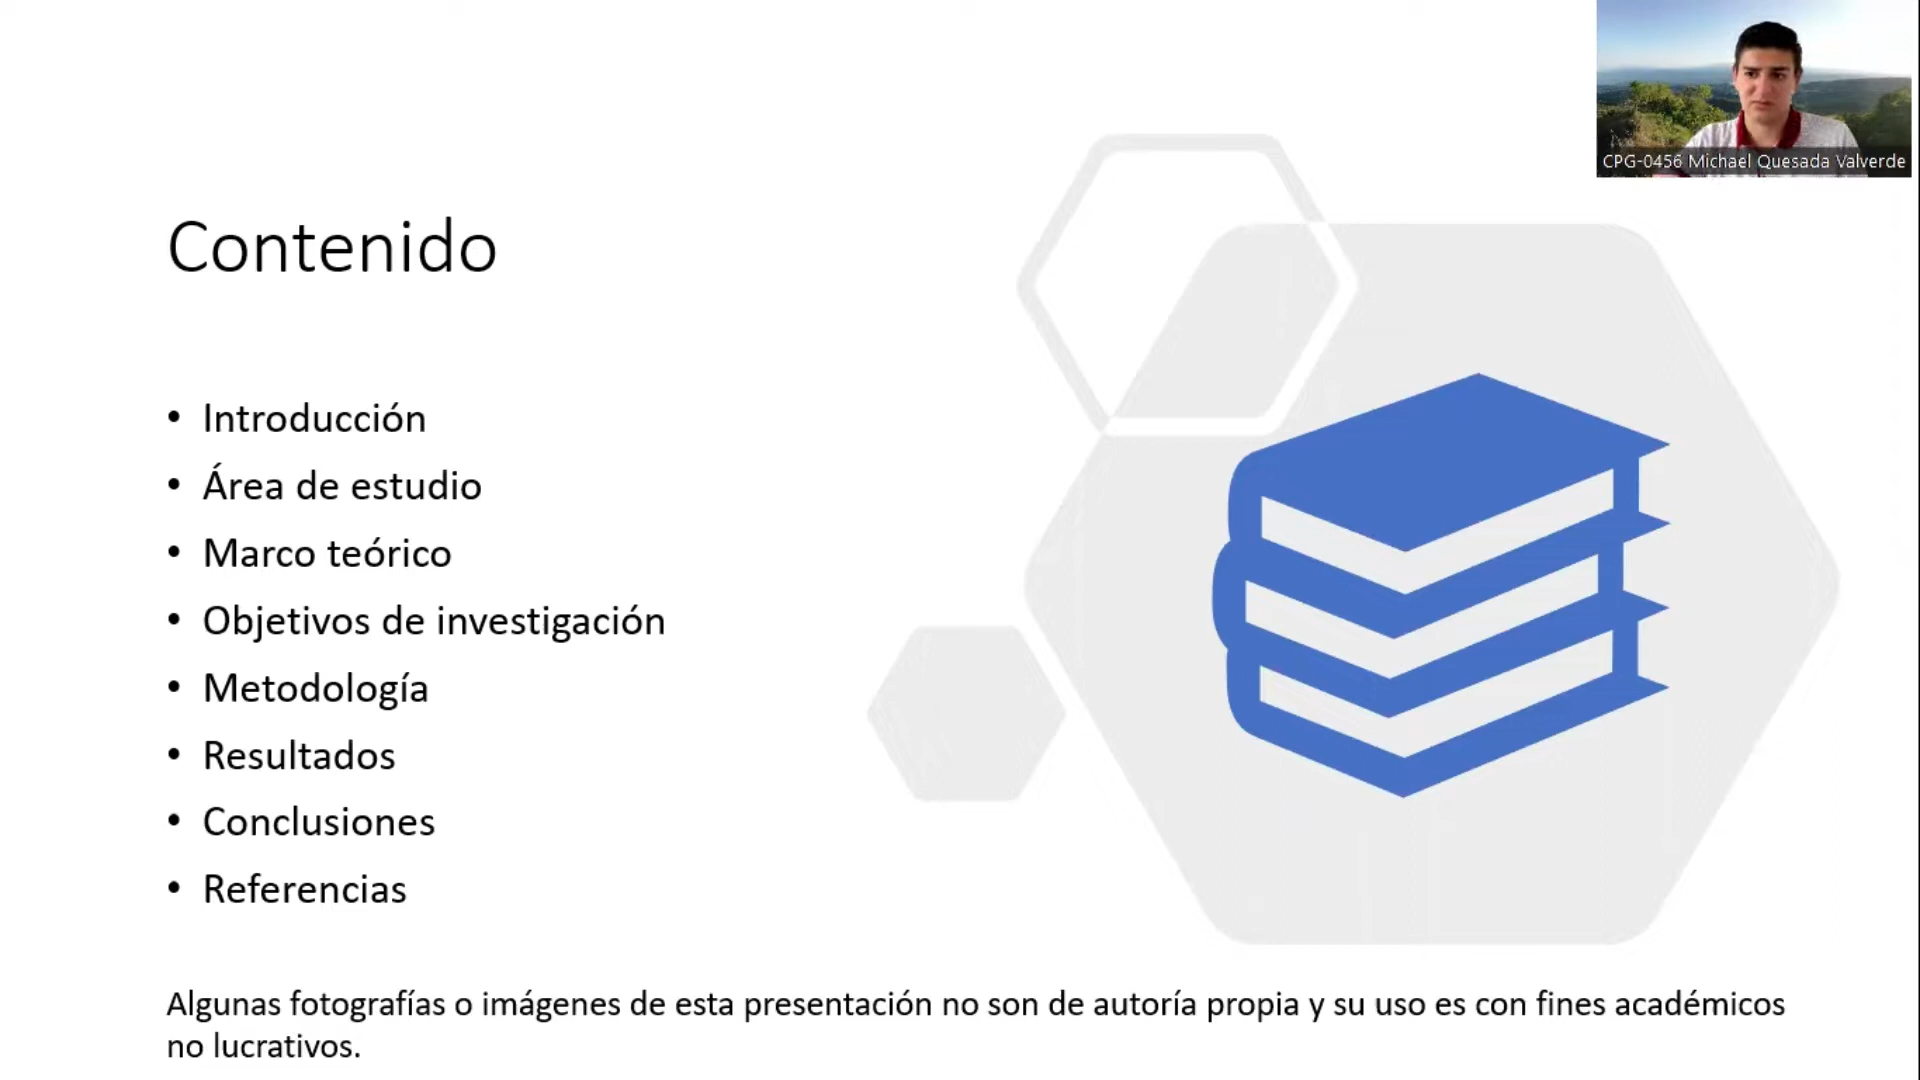 CPG-0456 Michael Quesada Valverde
Contenido
• Introducción
• Área de estudio
• Marco teórico
• Objetivos de investigación
• Metodología
• Resultados
• Conclusiones
• Referencias
Algunas fotografías o imágenes de esta presentación no son de autoría propia y su uso es con fines académicos
no lucrativos.